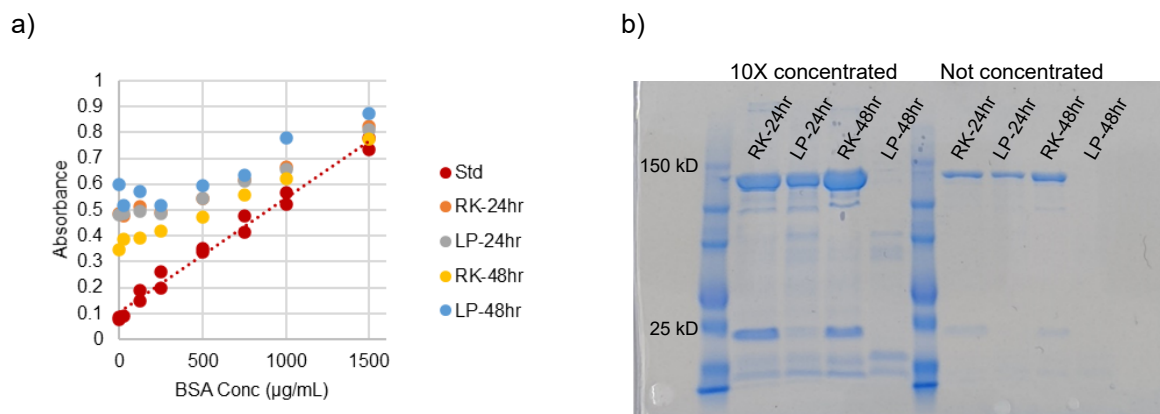 a)
1
0.9
0.8
0.7
0.6
0.5
0.4
0.3
0.2
0.1
0
Absorbance
0 500 1000 1500
BSA Conc (µg/mL)
Std
RK-24hr
LP-24hr
RK-48hr
LP-48hr
b)
10X concentrated Not concentrated
RK-24hr
LP-24hr
RK-48hr
LP-48hr
RK-24hr
LP-24hr
RK-48hr
LP-48hr
150 kD
25 kD